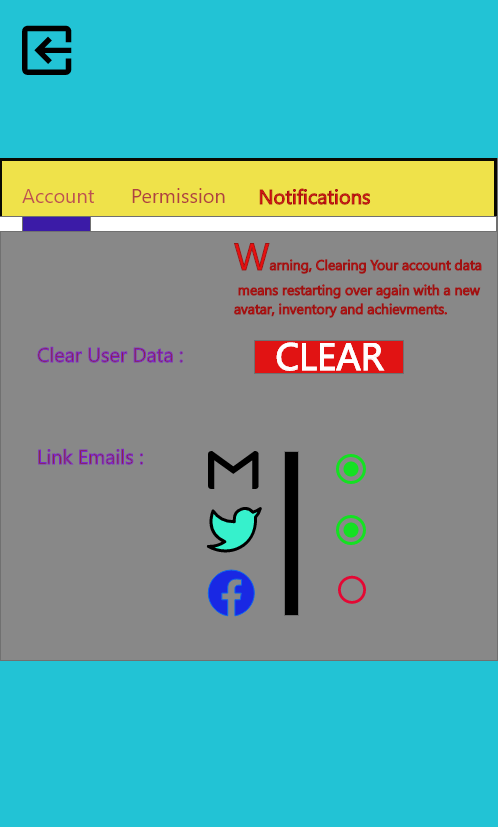 Account Permission Notifications
Warning, Clearing Your account data
means restarting over again with a new
avatar, inventory and achievments.
Clear User Data : CLEAR
Link Emails :